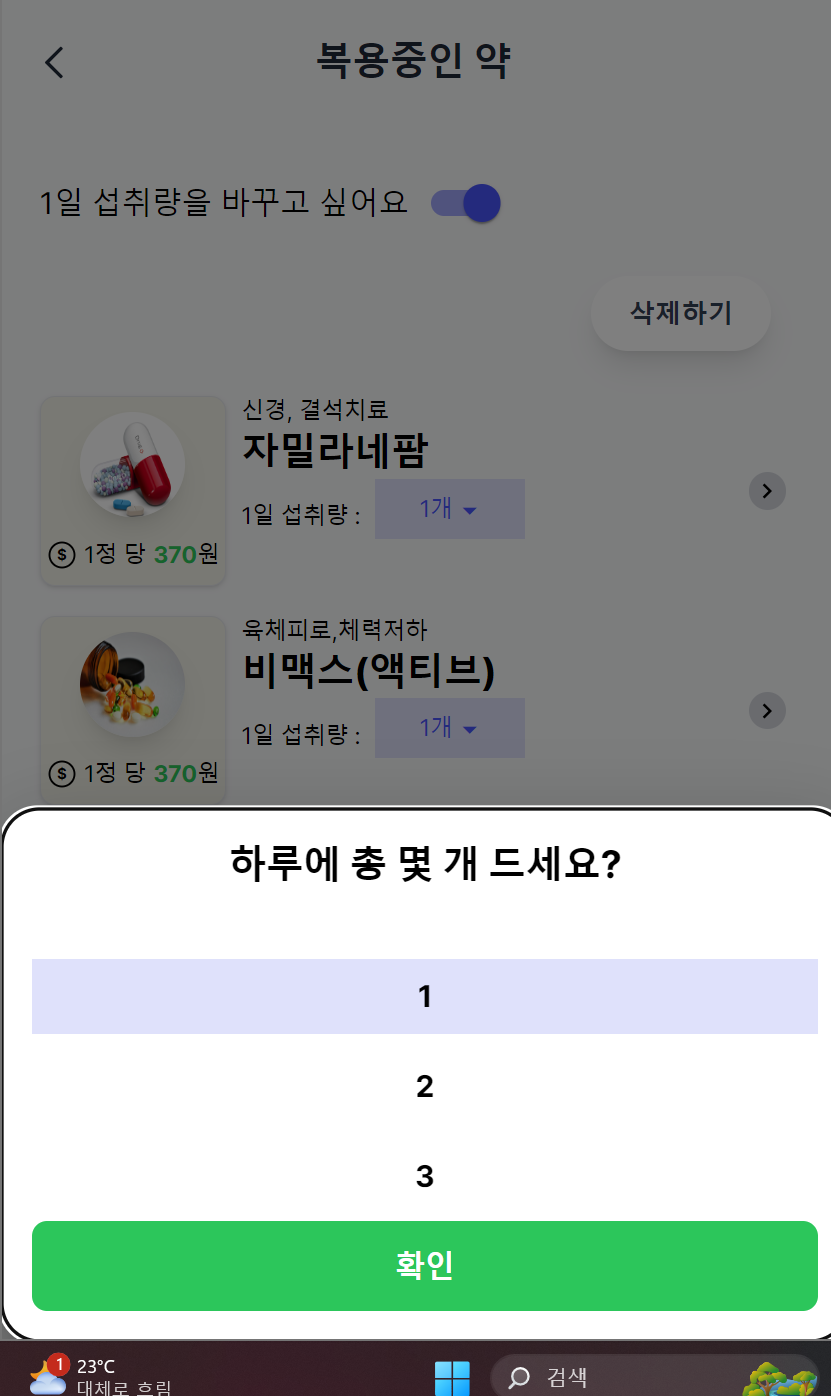 복용중인 약
1일 섭취량을 바꾸고 싶어요
삭제하기
신경, 결석치료
자밀라네팜
1일 섭취량 : 1개
$ 1정 당 370원
육체피로,체력저하
비맥스(액티브)
1일 섭취량 : 1개
$ 1정 당 370원
하루에 총 몇 개 드세요?
1
2
3
확인
1
23°C
대체로 흐림
검색